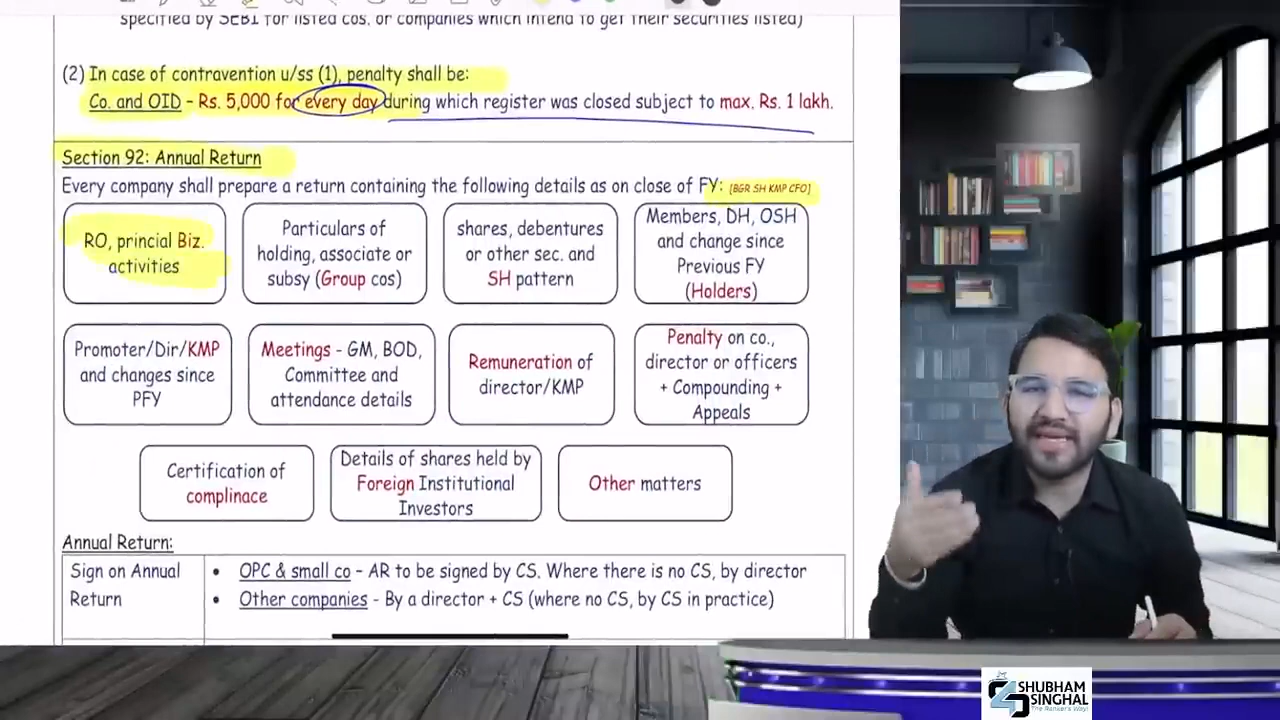 specified by SEBI for listed cos. or companies which intend to get their securities listed)
(2) In case of contravention u/ss (1), penalty shall be:
Co. and OID – Rs. 5,000 for every day during which register was closed subject to max. Rs. 1 lakh.
Section 92: Annual Return
Every company shall prepare a return containing the following details as on close of FY: [BGR SH KMP CFO]
RO, princial Biz.
activities
Particulars of
holding, associate or
subsy (Group cos)
shares, debentures
or other sec. and
SH pattern
Members, DH, OSH
and change since
Previous FY
(Holders)
Promoter/Dir/KMP
and changes since
PFY
Meetings - GM, BOD,
Committee and
attendance details
Remuneration of
director/KMP
Penalty on co.,
director or officers
+ Compounding +
Appeals
Certification of
complinace
Details of shares held by
Foreign Institutional
Investors
Other matters
Annual Return:
Sign on Annual
Return
• OPC & small co – AR to be signed by CS. Where there is no CS, by director
• Other companies - By a director + CS (where no CS, by CS in practice)
SHUBHAM
SINGHAL
The Rankers Way!